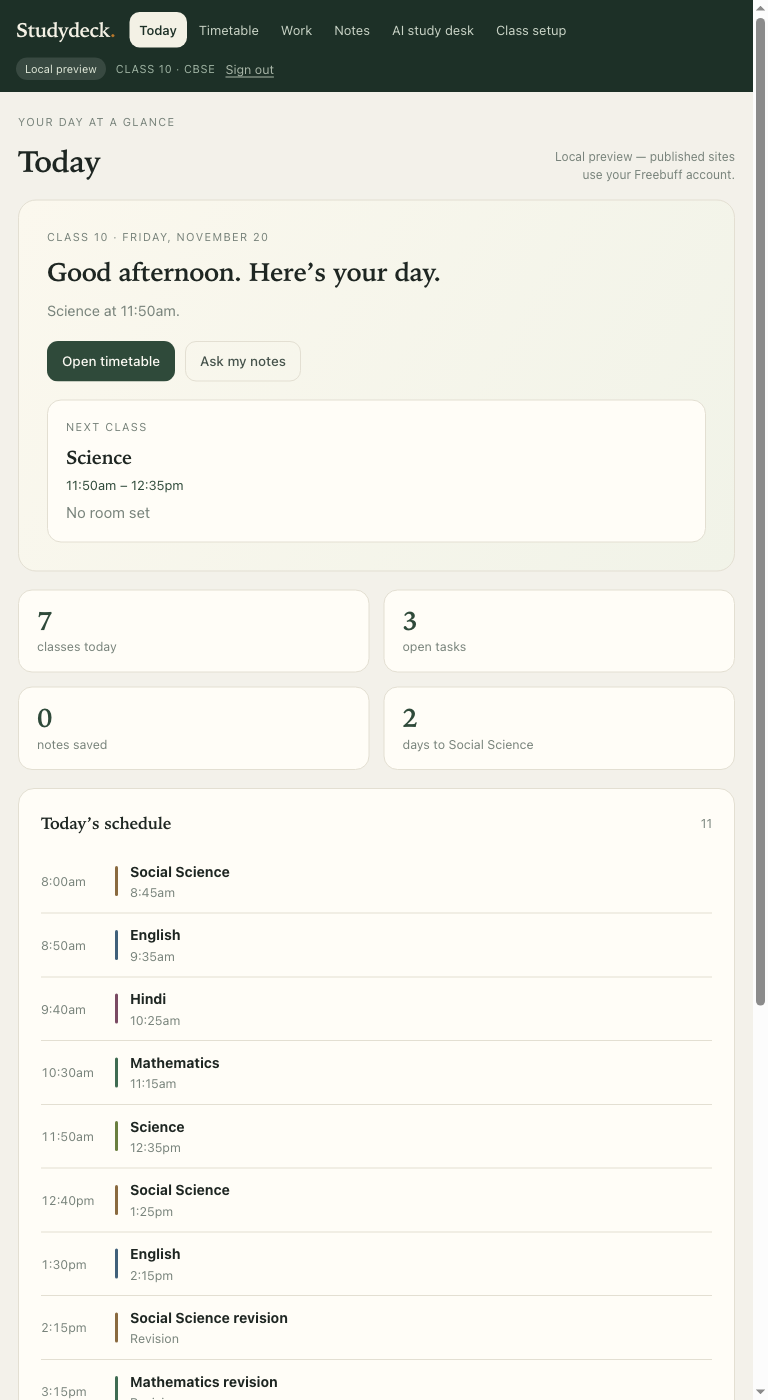 Studydeck.
Today
Timetable
Work
Notes
AI study desk
Class setup
Local preview
CLASS 10 · CBSE
Sign out
YOUR DAY AT A GLANCE
Today
Local preview — published sites
use your Freebuff account.
CLASS 10 · FRIDAY, NOVEMBER 20
Good afternoon. Here’s your day.
Science at 11:50am.
Open timetable
Ask my notes
NEXT CLASS
Science
11:50am – 12:35pm
No room set
7
classes today
3
open tasks
0
notes saved
2
days to Social Science
Today’s schedule
11
8:00am
Social Science
8:45am
8:50am
English
9:35am
9:40am
Hindi
10:25am
10:30am
Mathematics
11:15am
11:50am
Science
12:35pm
12:40pm
Social Science
1:25pm
1:30pm
English
2:15pm
2:15pm
Social Science revision
Revision
3:15pm
Mathematics revision